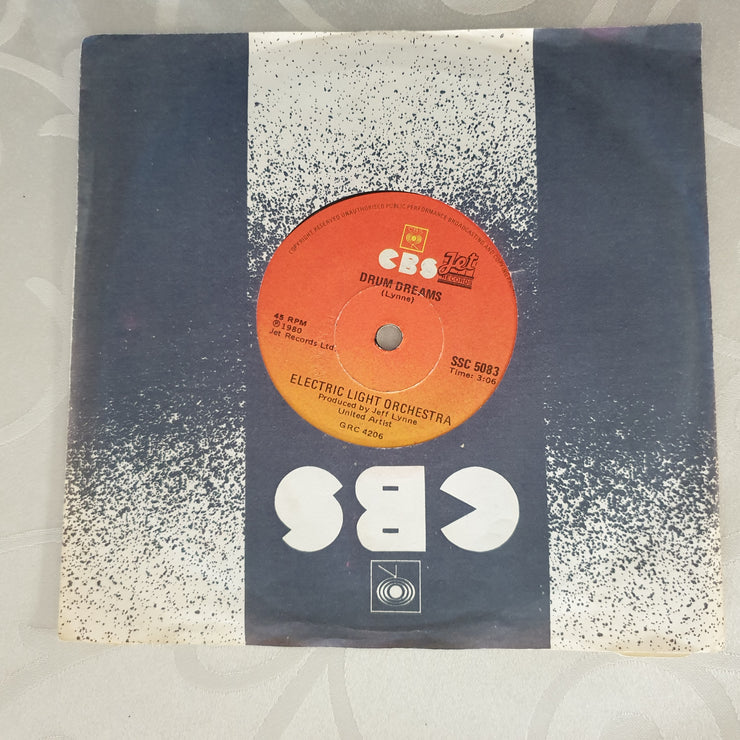 COPYRIGHT RESERVED UNAUTHORISED PUBLIC PERFORMANCE BROADCASTING AND
CBS Jet
RECORDS
DRUM DREAMS
(Lynne)
45 RPM
℗ 1980
Jet Records Ltd
SSC 5083
Time: 3:06
ELECTRIC LIGHT ORCHESTRA
Produced by Jeff Lynne
United Artist
GRC 4206
CBS